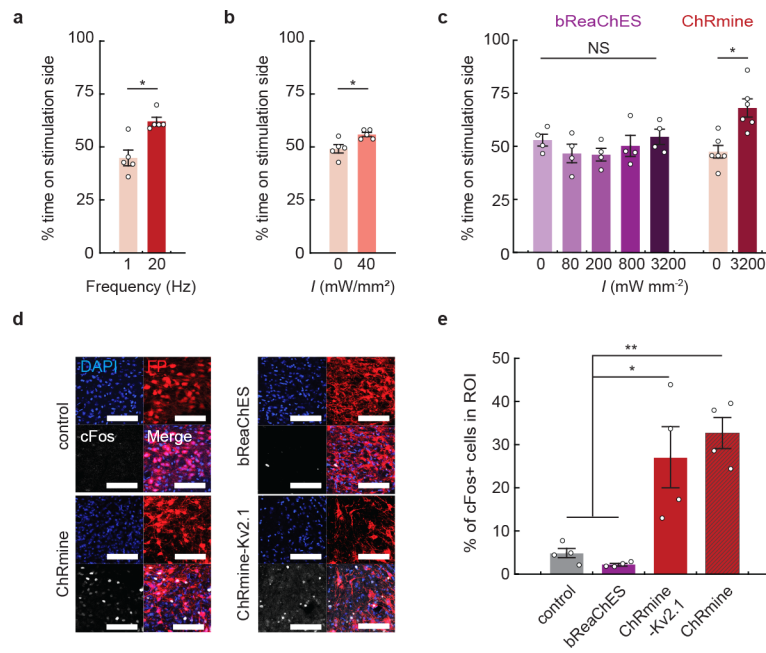 a
% time on stimulation side
100
75
50
25
0
*
1 20
Frequency (Hz)
b
% time on stimulation side
100
75
50
25
0
*
0 40
I (mW/mm²)
c
bReaChES ChRmine
% time on stimulation side
100
75
50
25
0
NS
*
0 80 200 800 3200 0 3200
I (mW mm-2)
d
control
DAPI FP
cFos Merge
bReaChES
ChRmine
ChRmine-Kv2.1
e
% of cFos+ cells in ROI
50
40
30
20
10
0
**
*
control
bReaChES
ChRmine
-Kv2.1
ChRmine